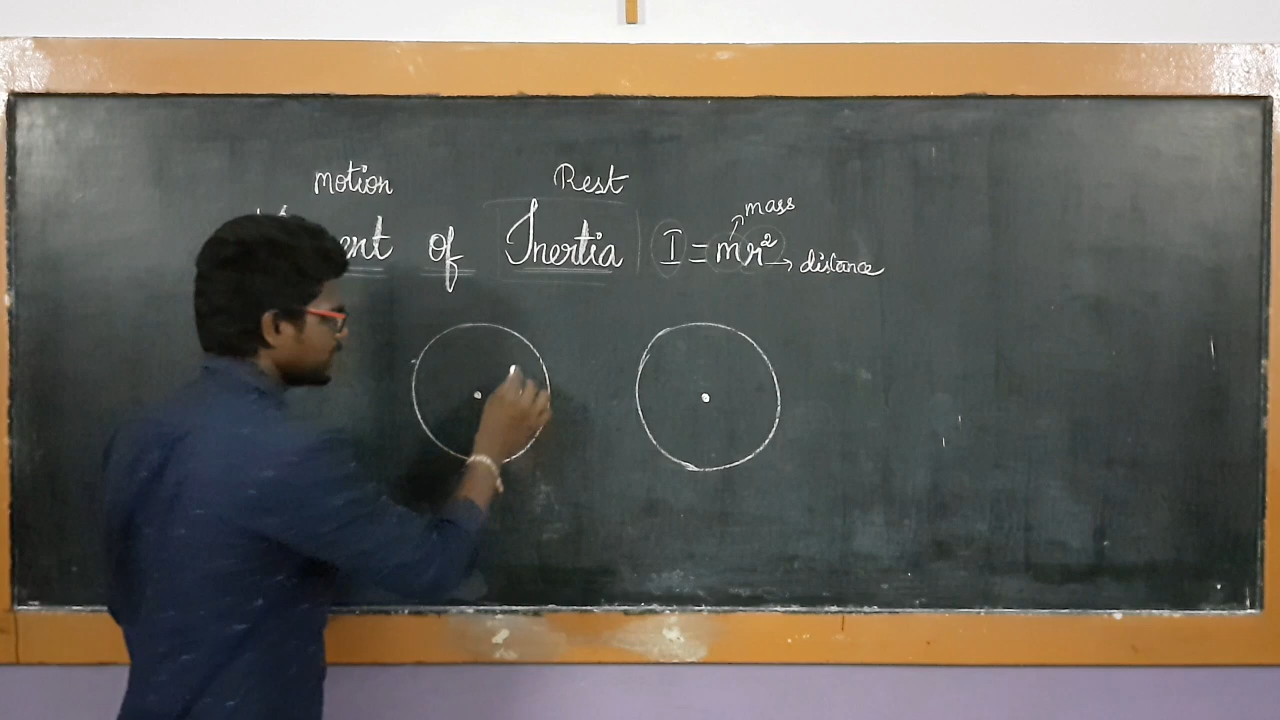 motion Rest
mass
ent of Inertia I = mr²
distance